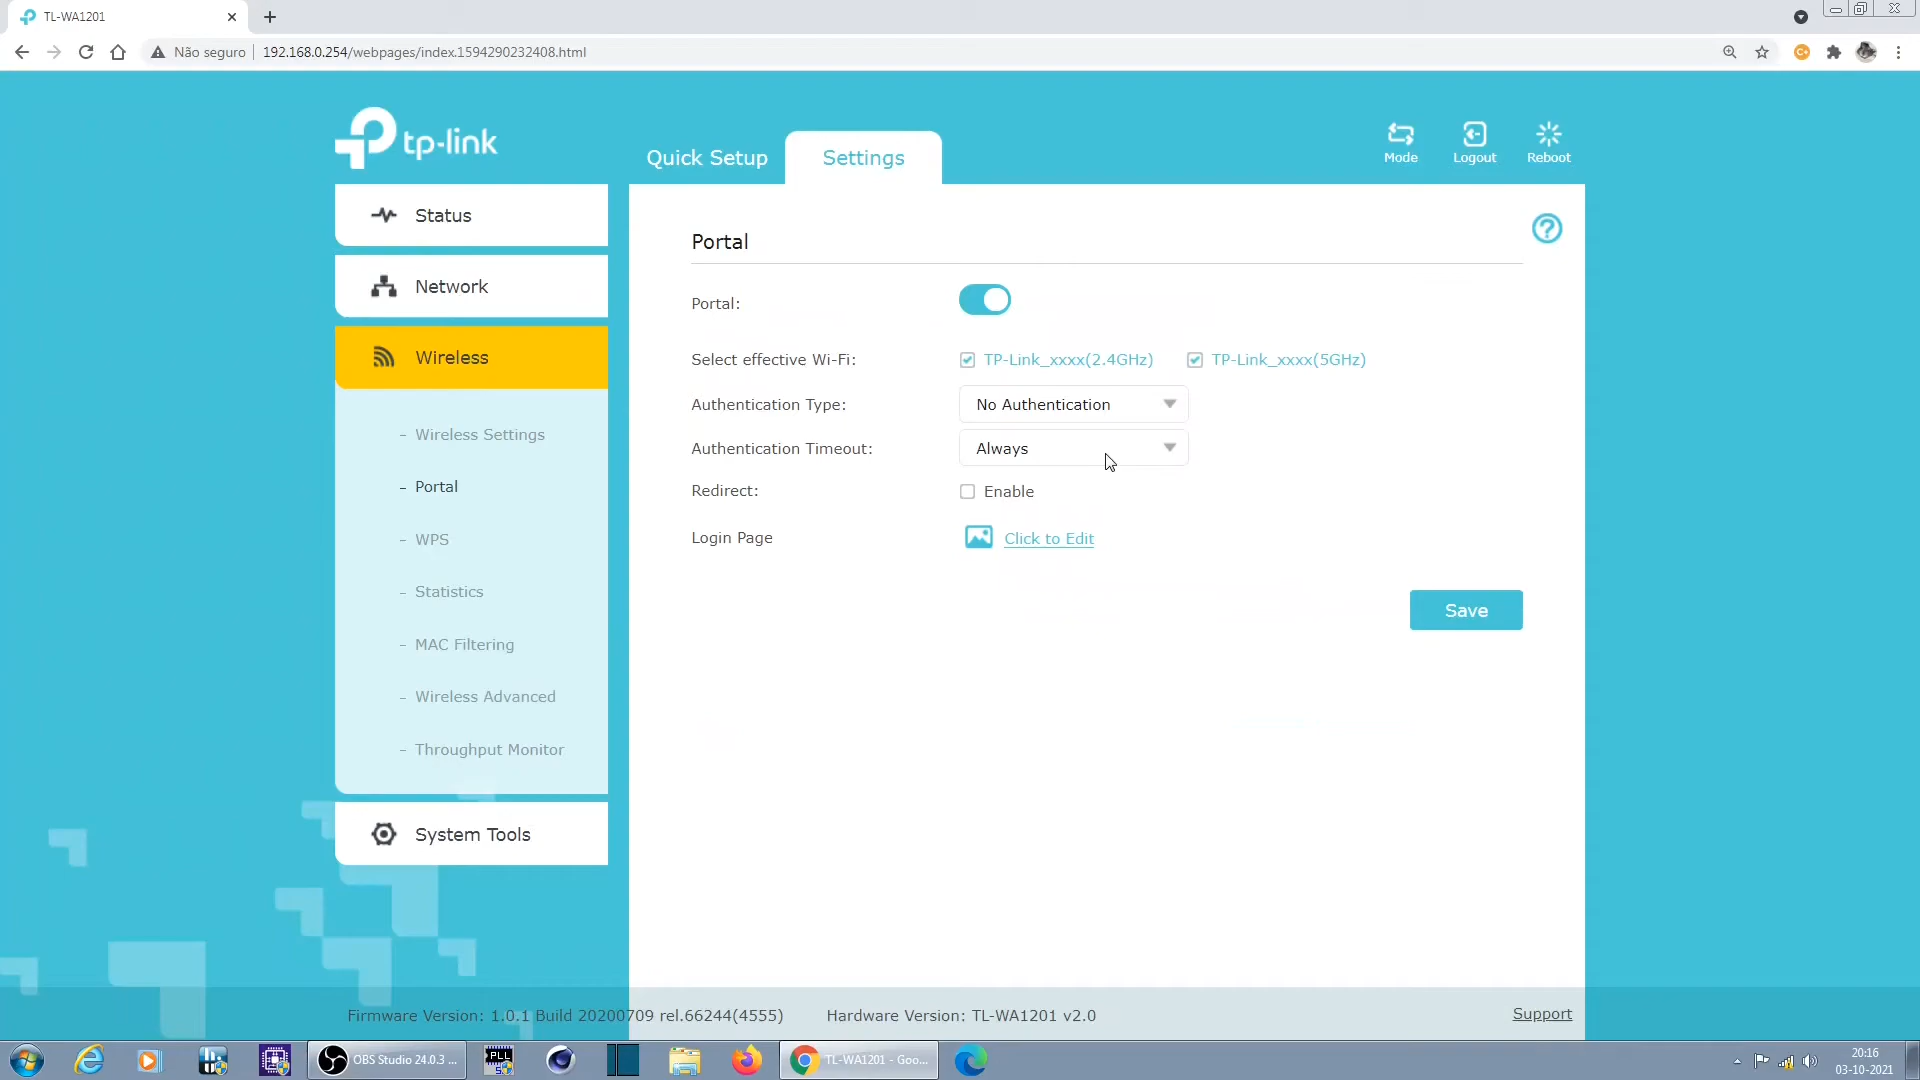 TL-WA1201
Não seguro
192.168.0.254/webpages/index.1594290232408.html
tp-link
Quick Setup
Settings
Mode
Logout
Reboot
Status
Network
Wireless
- Wireless Settings
- Portal
- WPS
- Statistics
- MAC Filtering
- Wireless Advanced
- Throughput Monitor
System Tools
Portal
Portal:
Select effective Wi-Fi: TP-Link_xxxx(2.4GHz) TP-Link_xxxx(5GHz)
Authentication Type: No Authentication
Authentication Timeout: Always
Redirect: Enable
Login Page Click to Edit
Save
Firmware Version: 1.0.1 Build 20200709 rel.66244(4555) Hardware Version: TL-WA1201 v2.0
Support
OBS Studio 24.0.3 ...
PLL
TL-WA1201 - Goo...
20:16
03-10-2021